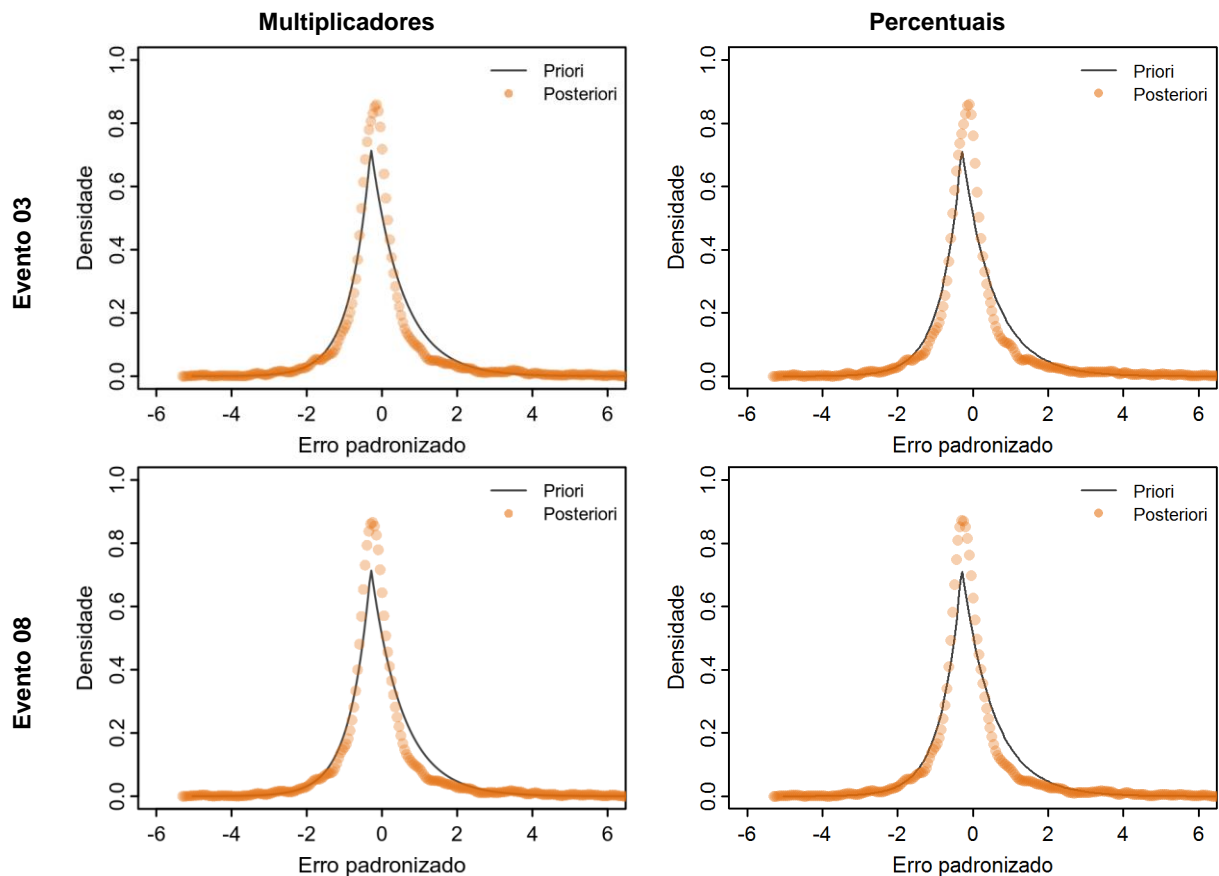 Multiplicadores
Percentuais
Evento 03
Densidade
1.0
0.8
0.6
0.4
0.2
0.0
Priori
Posteriori
-6 -4 -2 0 2 4 6
Erro padronizado
Densidade
1.0
0.8
0.6
0.4
0.2
0.0
Priori
Posteriori
-6 -4 -2 0 2 4 6
Erro padronizado
Evento 08
Densidade
1.0
0.8
0.6
0.4
0.2
0.0
Priori
Posteriori
-6 -4 -2 0 2 4 6
Erro padronizado
Densidade
1.0
0.8
0.6
0.4
0.2
0.0
Priori
Posteriori
-6 -4 -2 0 2 4 6
Erro padronizado